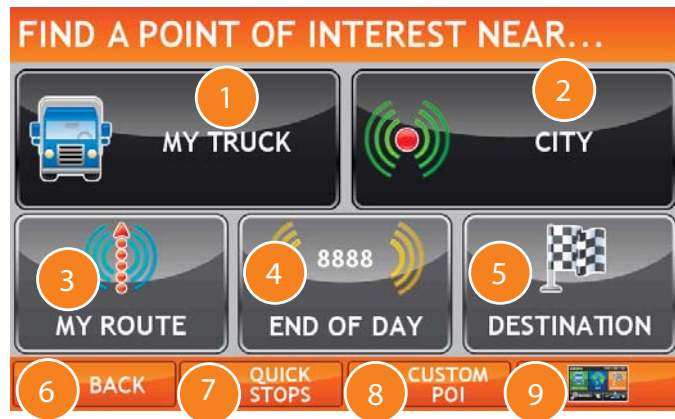 FIND A POINT OF INTEREST NEAR...
1
MY TRUCK
2
CITY
3
MY ROUTE
4
8888
END OF DAY
5
DESTINATION
6
BACK
7
QUICK
STOPS
8
CUSTOM
POI
9